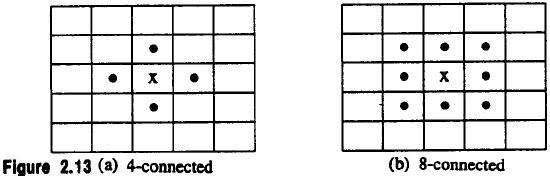 x
x
Figure 2.13 (a) 4-connected
(b) 8-connected